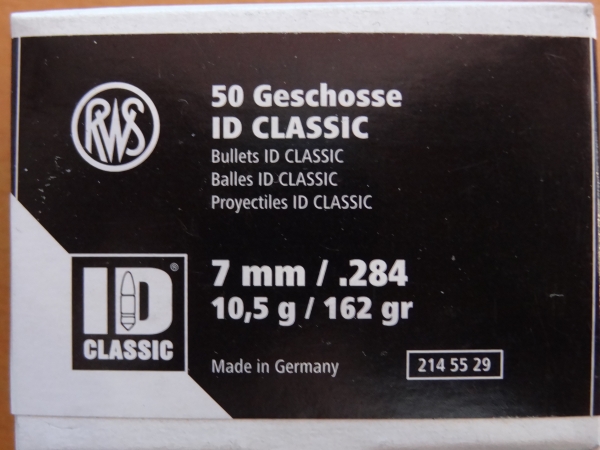 RWS
50 Geschosse
ID CLASSIC
Bullets ID CLASSIC
Balles ID CLASSIC
Proyectiles ID CLASSIC
ID®
CLASSIC
7 mm / .284
10,5 g / 162 gr
Made in Germany
214 55 29